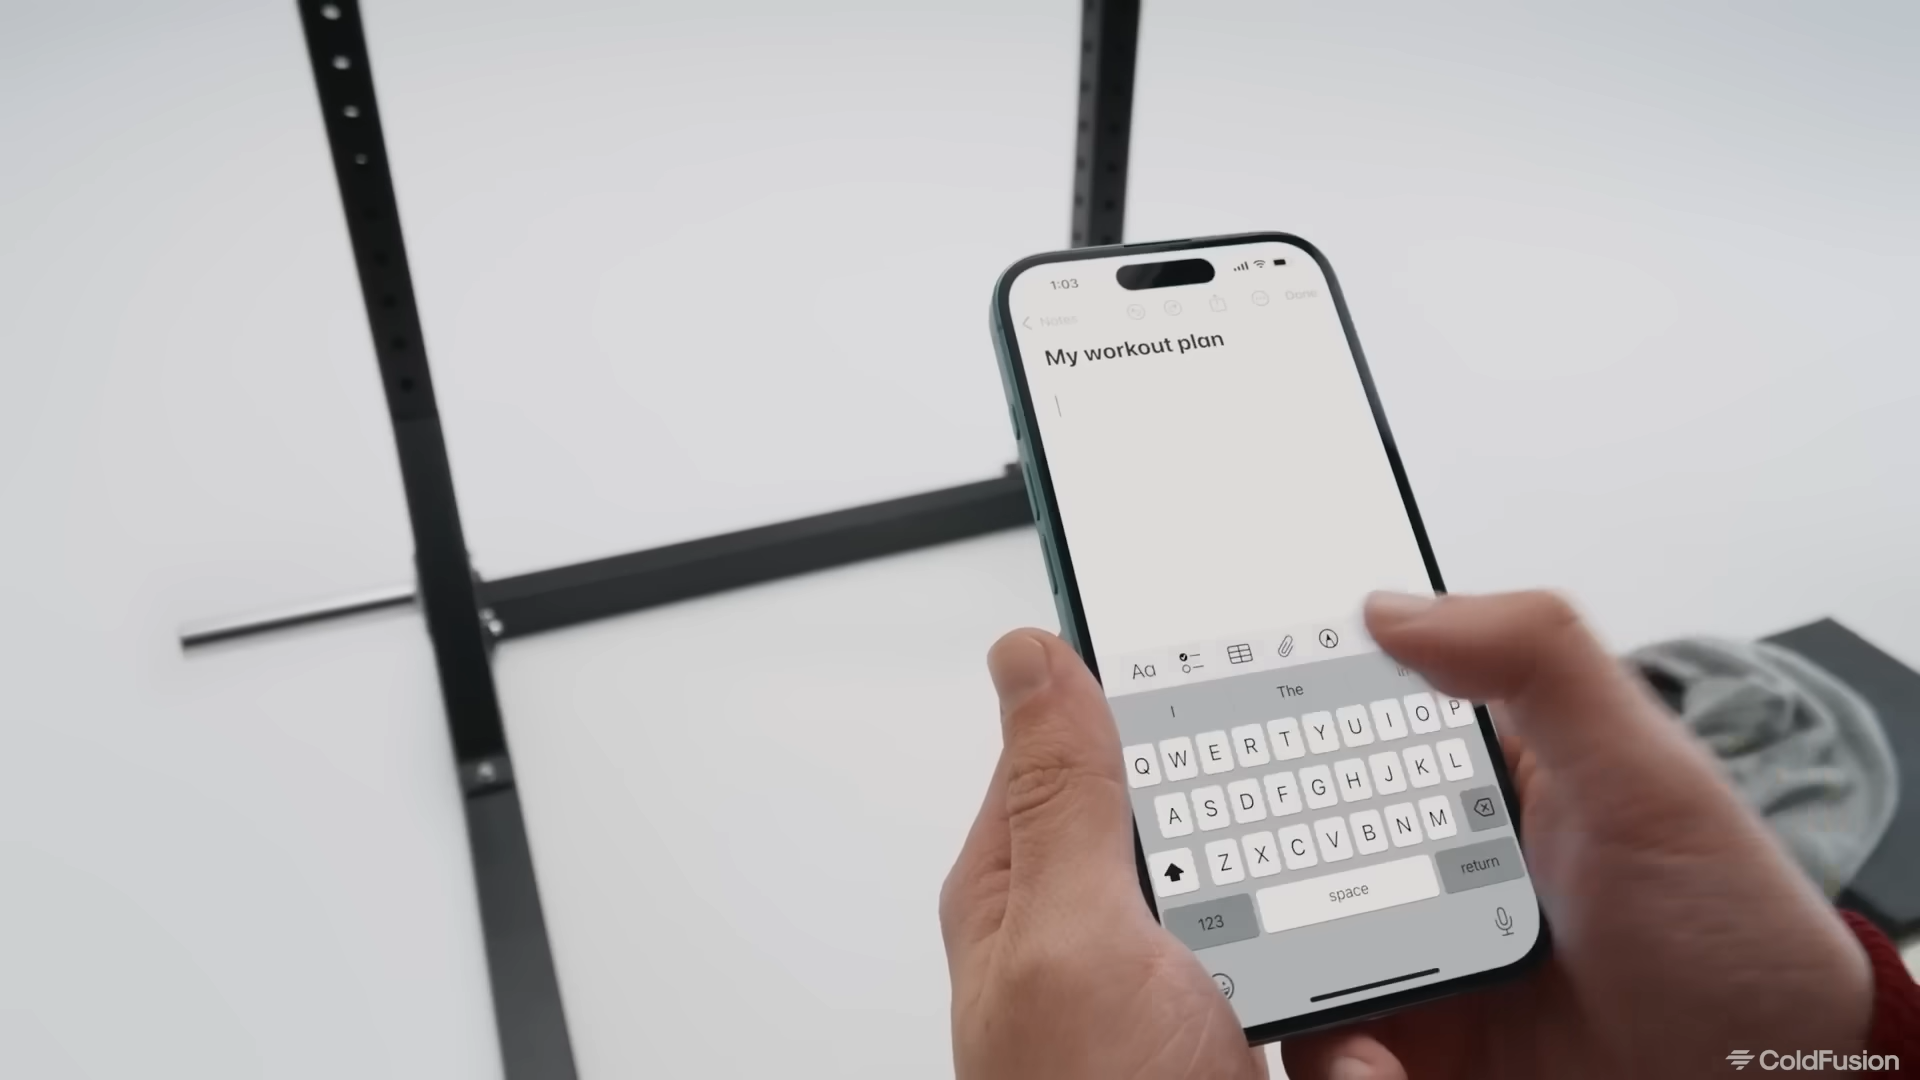 1:03
Notes
Done
My workout plan
Aa
I
The
Q W E R T Y U I O P
A S D F G H J K L
Z X C V B N M
123
space
return
ColdFusion